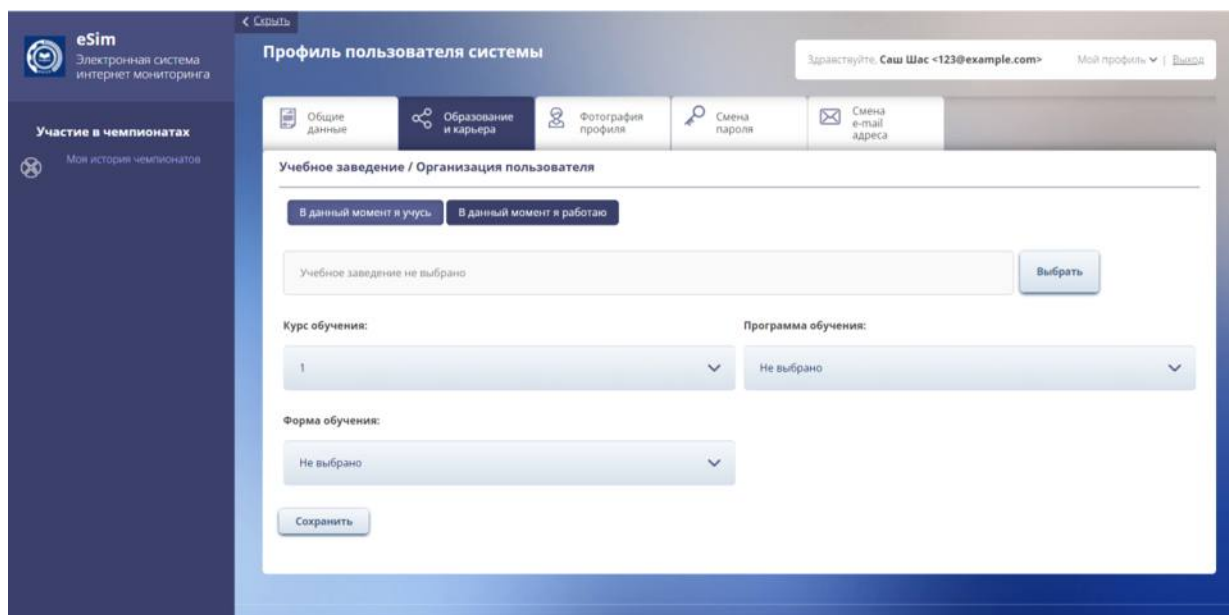 eSim
Электронная система
интернет мониторинга
Участие в чемпионатах
Моя история чемпионатов
Скрыть
Профиль пользователя системы
Здравствуйте, Саш Шас <123@example.com>
Мой профиль | Выход
Общие
данные
Образование
и карьера
Фотография
профиля
Смена
пароля
Смена
e-mail
адреса
Учебное заведение / Организация пользователя
В данный момент я учусь
В данный момент я работаю
Учебное заведение не выбрано
Выбрать
Курс обучения:
Программа обучения:
1
Не выбрано
Форма обучения:
Не выбрано
Сохранить